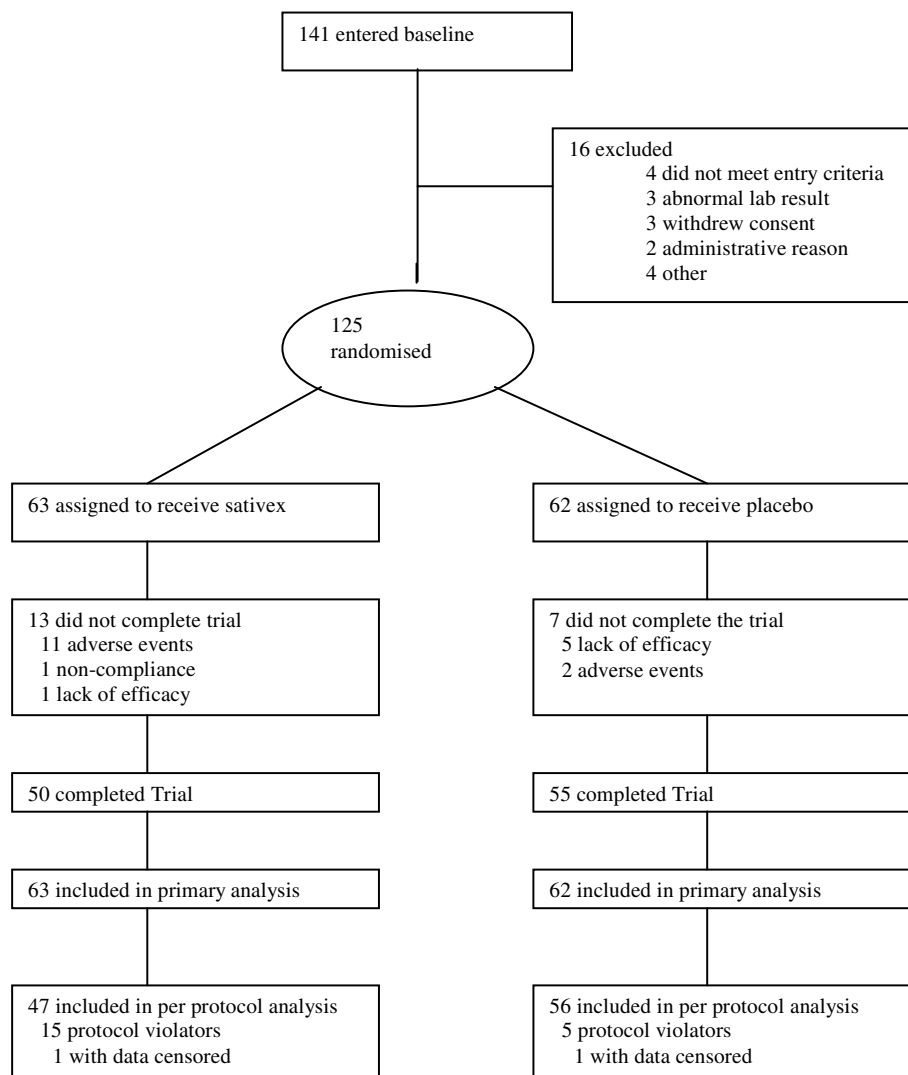 141 entered baseline
16 excluded
4 did not meet entry criteria
3 abnormal lab result
3 withdrew consent
2 administrative reason
4 other
125
randomised
63 assigned to receive sativex
62 assigned to receive placebo
13 did not complete trial
11 adverse events
1 non-compliance
1 lack of efficacy
7 did not complete the trial
5 lack of efficacy
2 adverse events
50 completed Trial
55 completed Trial
63 included in primary analysis
62 included in primary analysis
47 included in per protocol analysis
15 protocol violators
1 with data censored
56 included in per protocol analysis
5 protocol violators
1 with data censored